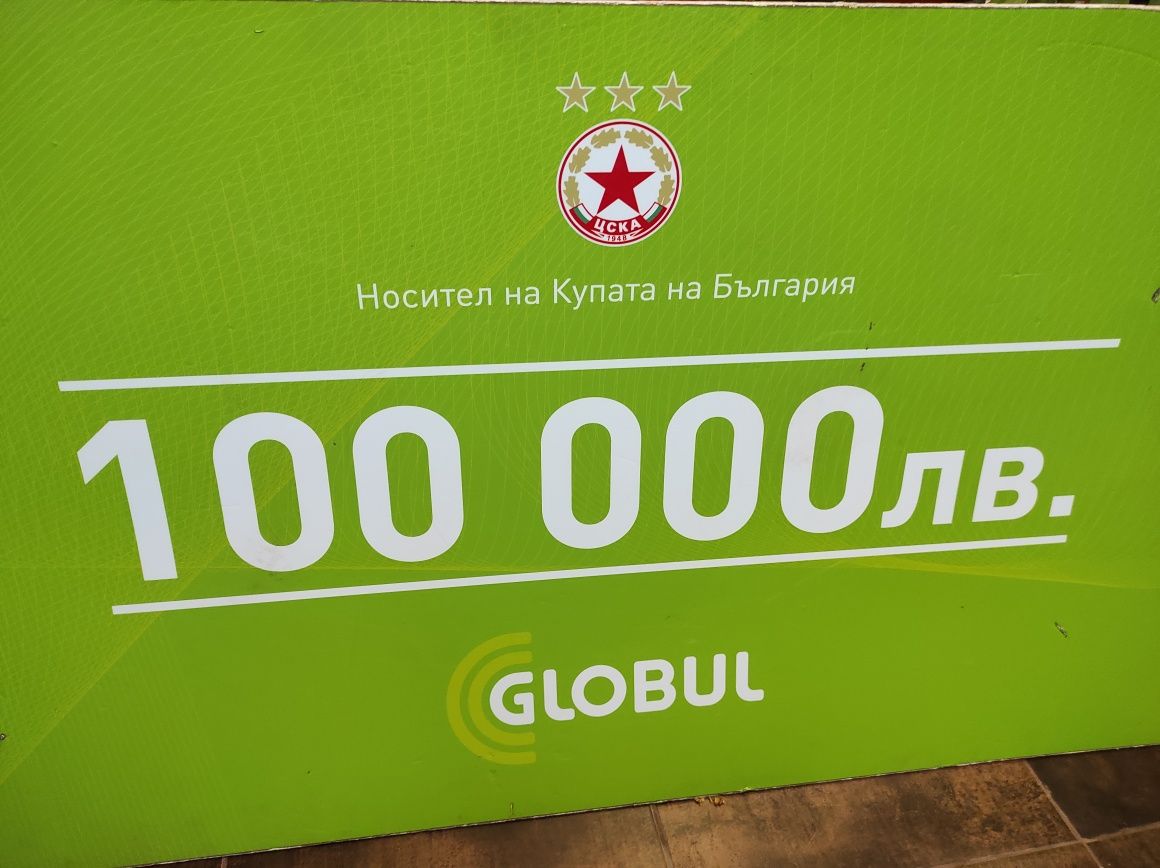 ЦСКА
1948
Носител на Купата на България
100 000лв.
GLOBUL